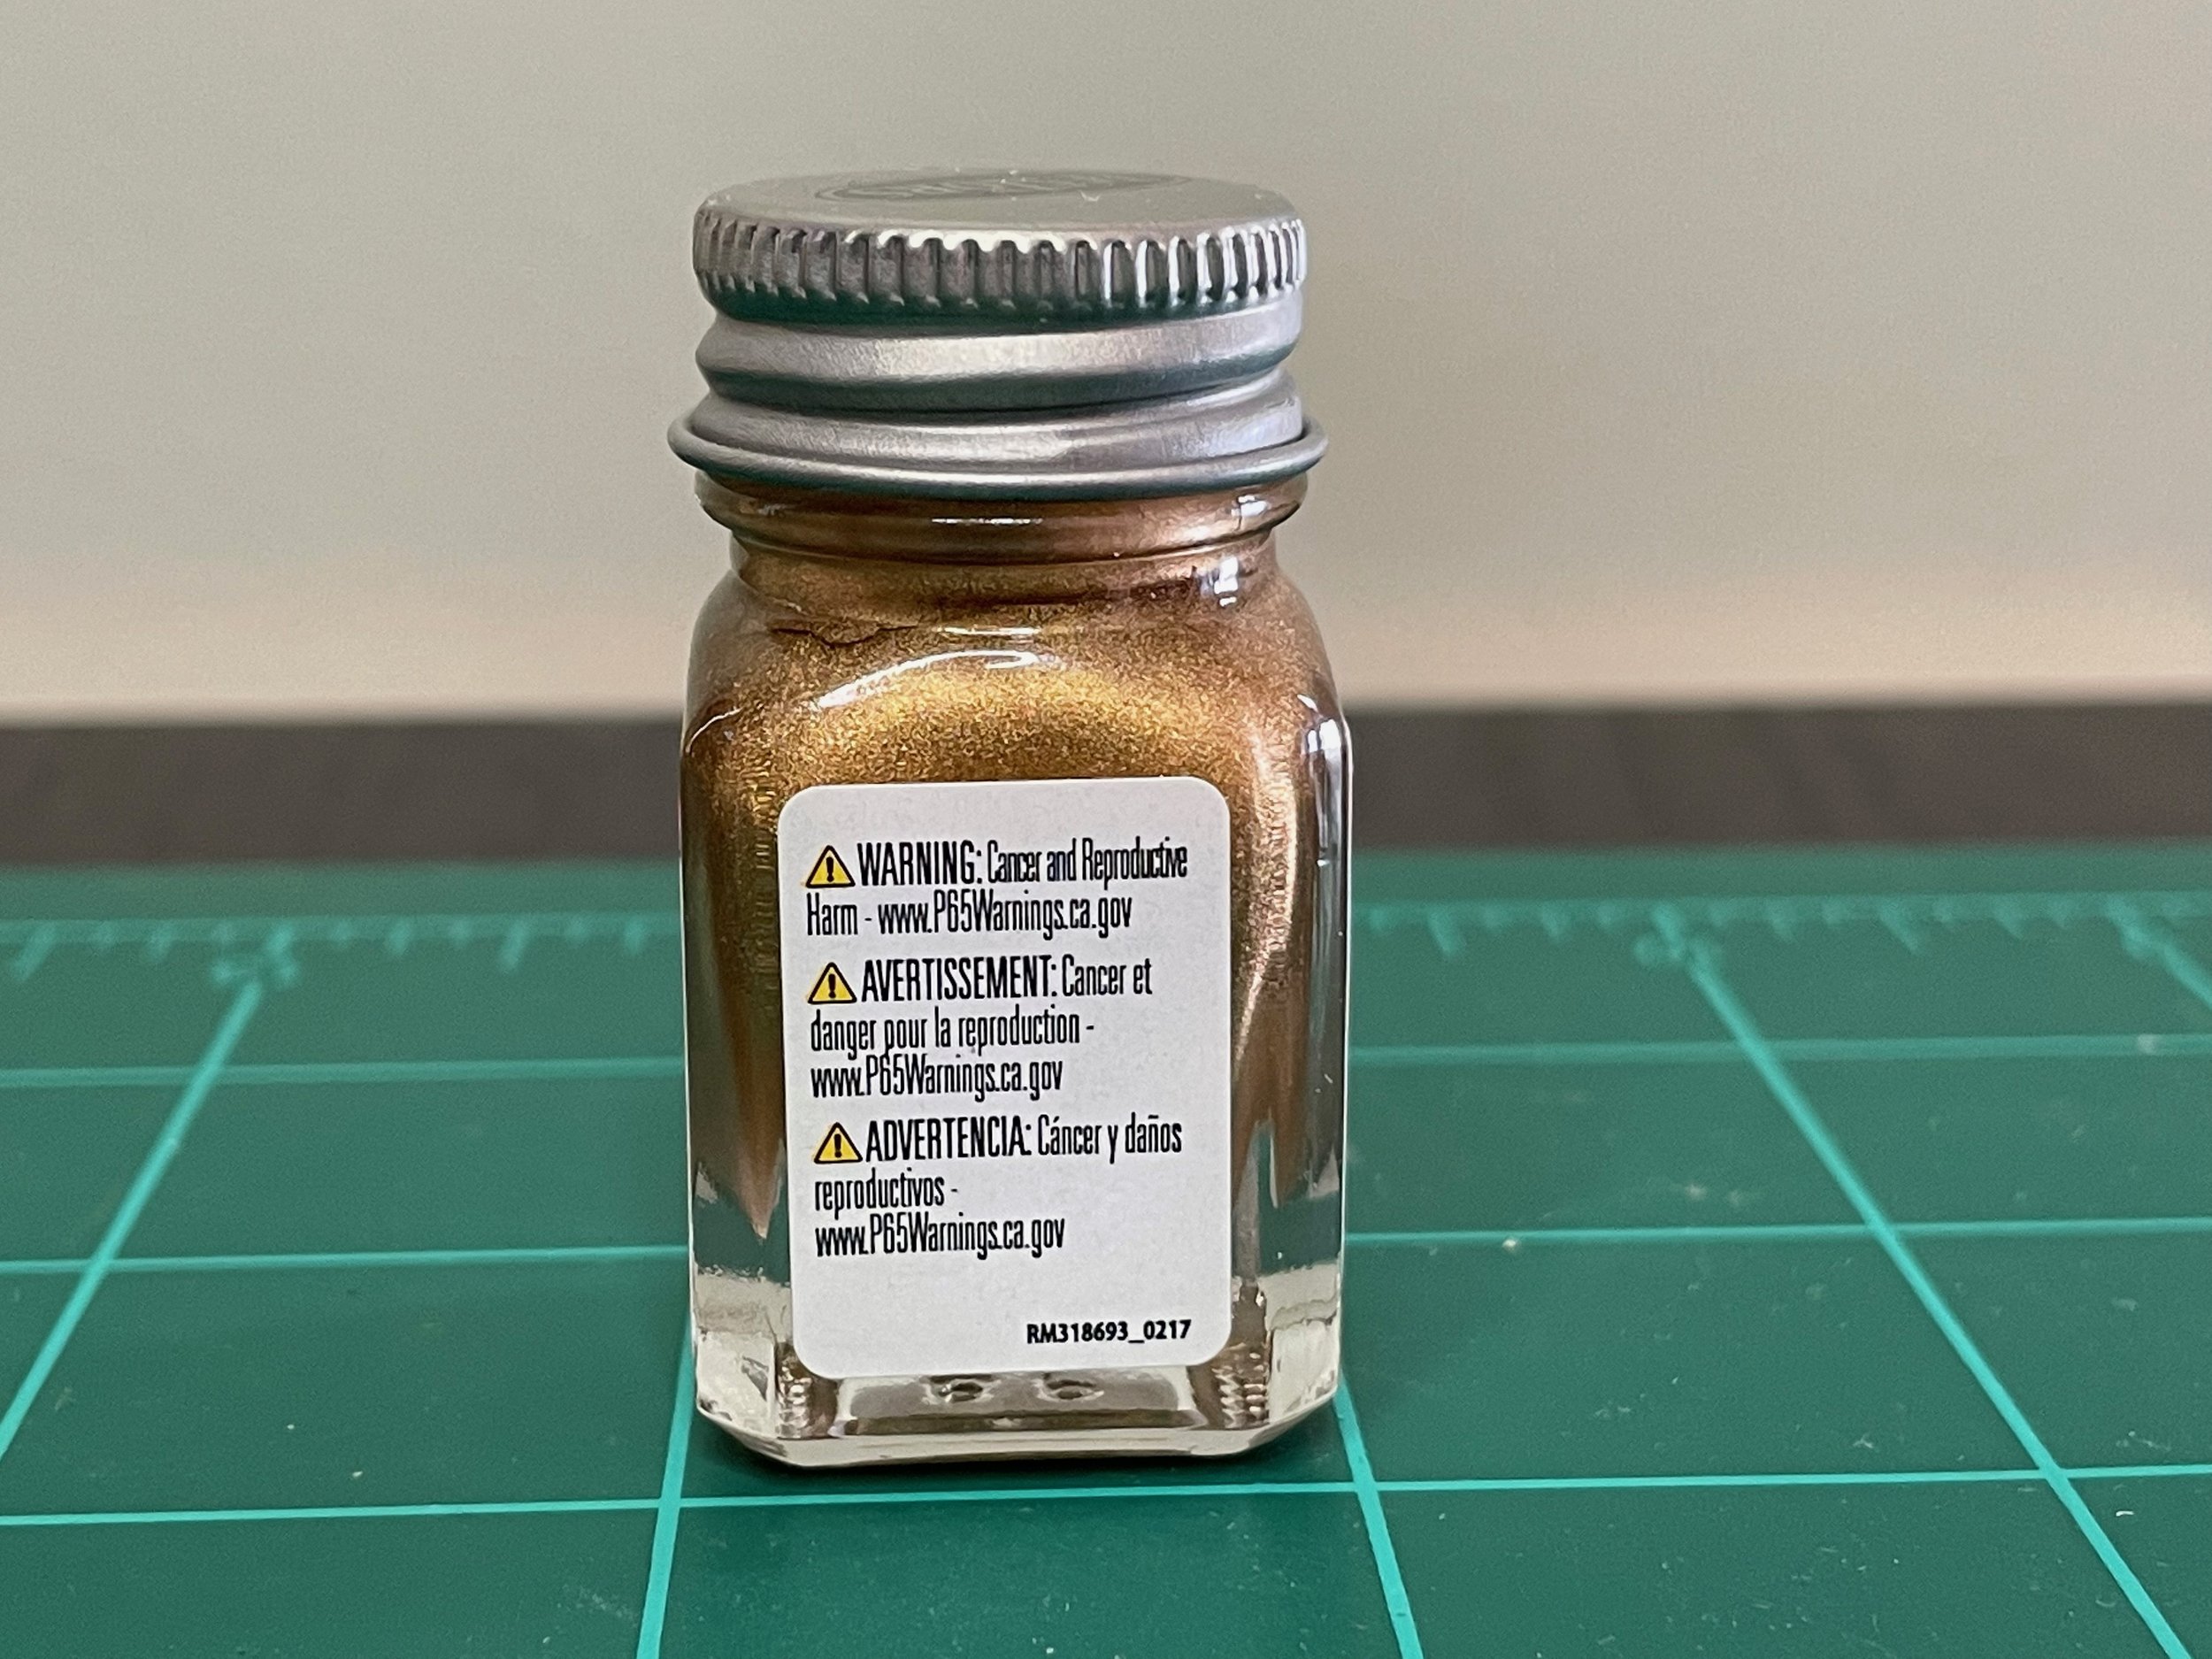 WARNING: Cancer and Reproductive
Harm - www.P65Warnings.ca.gov
AVERTISSEMENT: Cancer et
danger pour la reproduction -
www.P65Warnings.ca.gov
ADVERTENCIA: Cáncer y daños
reproductivos -
www.P65Warnings.ca.gov
RM318693_0217